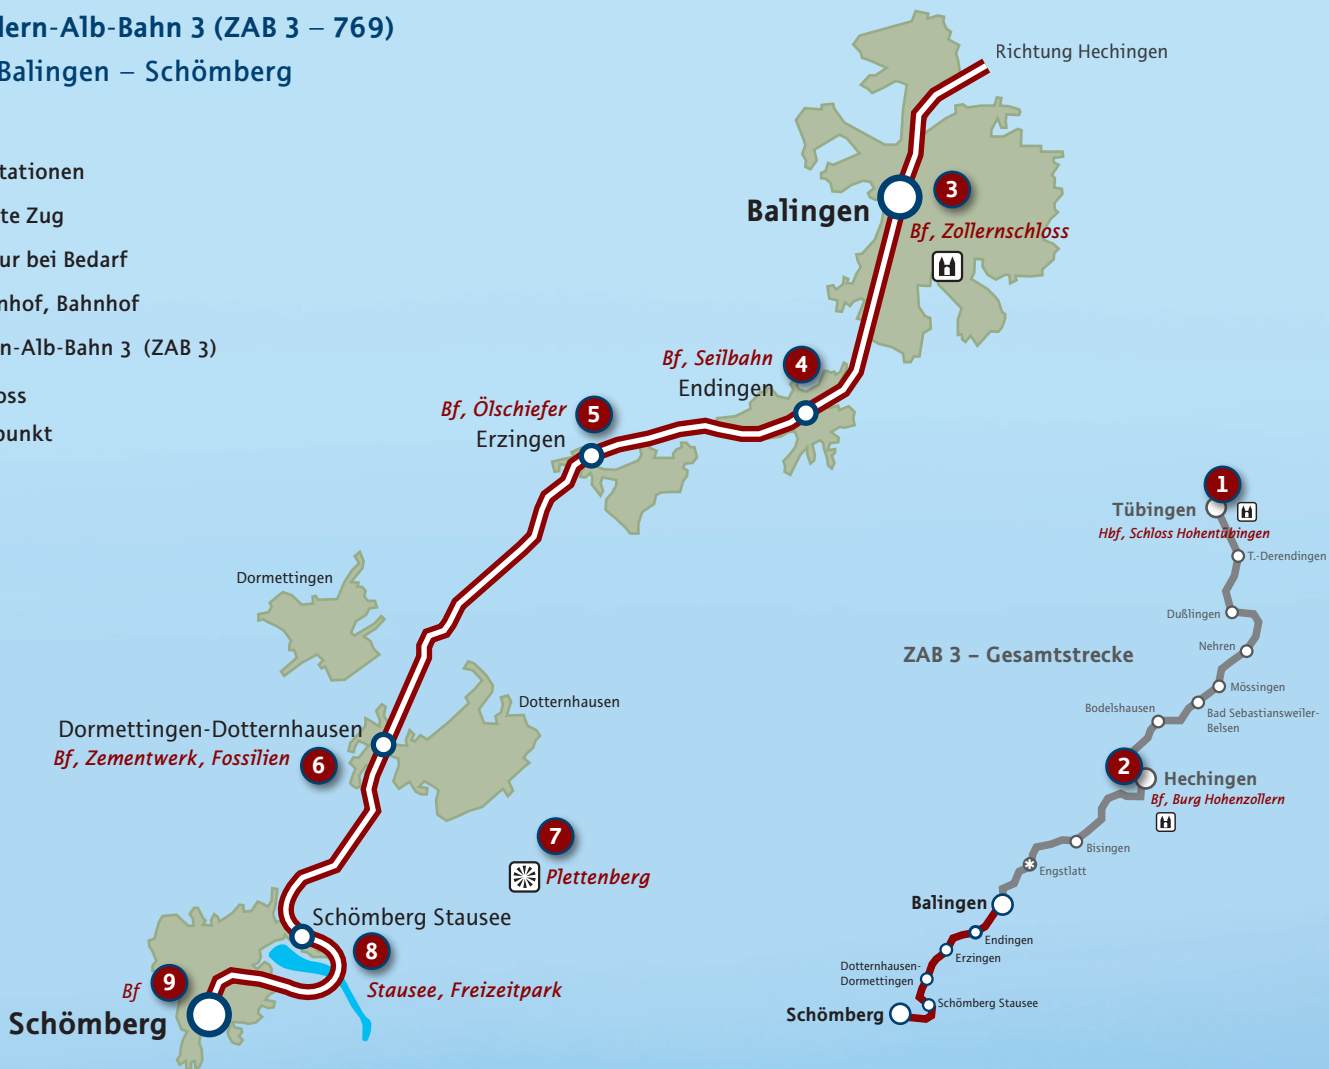 lern-Alb-Bahn 3 (ZAB 3 – 769)
Balingen – Schömberg
tationen
te Zug
ur bei Bedarf
nhof, Bahnhof
n-Alb-Bahn 3 (ZAB 3)
oss
punkt
Richtung Hechingen
3
Balingen
Bf, Zollernschloss
Bf, Seilbahn
4
Endingen
Bf, Ölschiefer
5
Erzingen
Dormettingen
Dotternhausen
Dormettingen-Dotternhausen
Bf, Zementwerk, Fossilien
6
7
Plettenberg
Schömberg Stausee
8
Stausee, Freizeitpark
Bf
9
Schömberg
ZAB 3 – Gesamtstrecke
1
Tübingen
Hbf, Schloss Hohentübingen
T.-Derendingen
Dußlingen
Nehren
Mössingen
Bad Sebastiansweiler-
Belsen
Bodelshausen
2
Hechingen
Bf, Burg Hohenzollern
Bisingen
*
Engstlatt
Balingen
Endingen
Erzingen
Dotternhausen-
Dormettingen
Schömberg Stausee
Schömberg